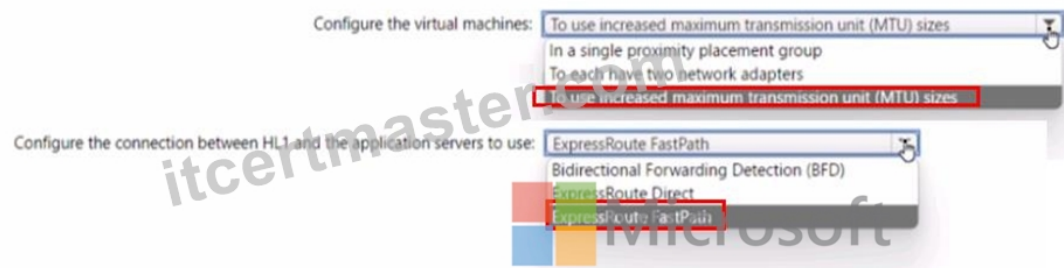 Configure the virtual machines: To use increased maximum transmission unit (MTU) sizes
In a single proximity placement group
To each have two network adapters
To use increased maximum transmission unit (MTU) sizes
Configure the connection between HL1 and the application servers to use: ExpressRoute FastPath
Bidirectional Forwarding Detection (BFD)
ExpressRoute Direct
ExpressRoute FastPath
itcertmaster.com
Microsoft